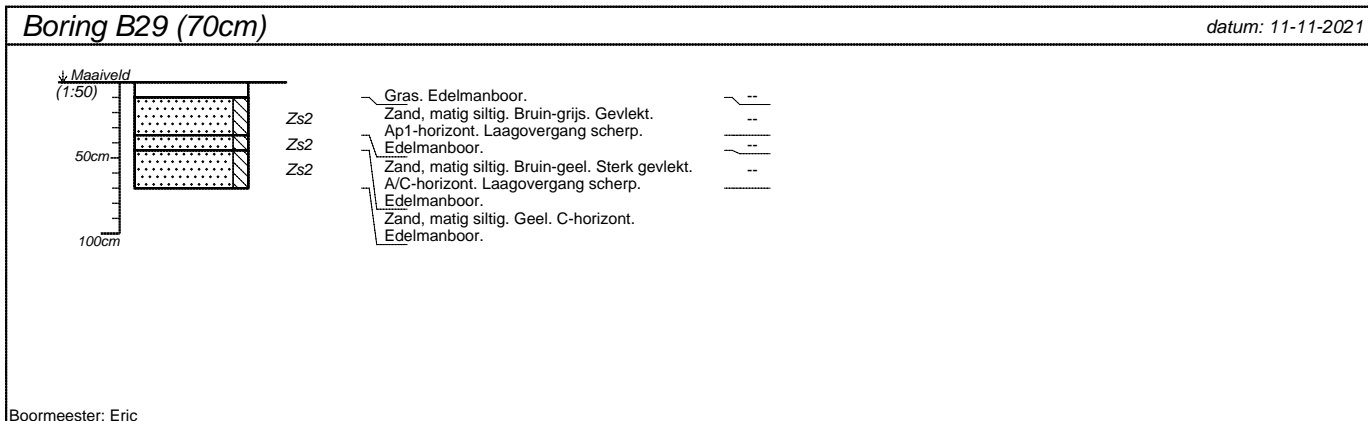 Boring B29 (70cm)
datum: 11-11-2021
Maaiveld
(1:50)
50cm
100cm
Zs2
Zs2
Zs2
Gras. Edelmanboor.
Zand, matig siltig. Bruin-grijs. Gevlekt.
Ap1-horizont. Laagovergang scherp.
Edelmanboor.
Zand, matig siltig. Bruin-geel. Sterk gevlekt.
A/C-horizont. Laagovergang scherp.
Edelmanboor.
Zand, matig siltig. Geel. C-horizont.
Edelmanboor.
--
--
--
--
Boormeester: Eric